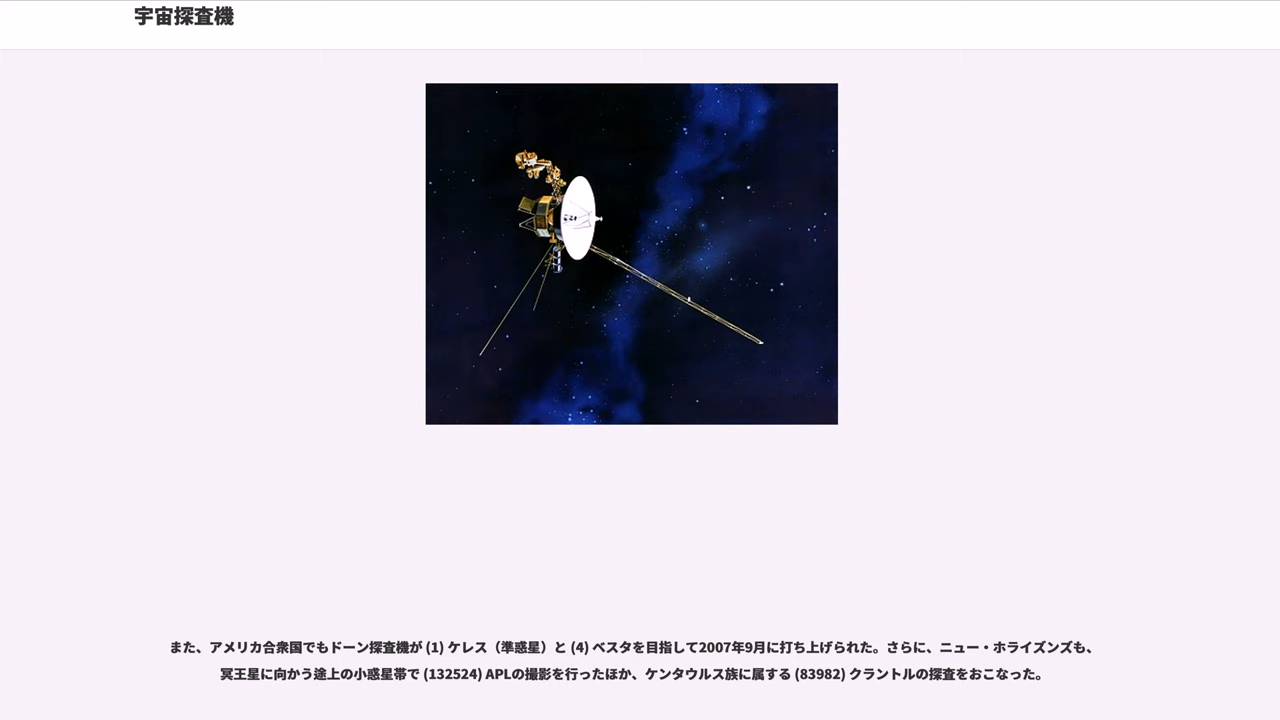 宇宙探査機
また、アメリカ合衆国でもドーン探査機が (1) ケレス（準惑星）と (4) ベスタを目指して2007年9月に打ち上げられた。さらに、ニュー・ホライズンズも、
冥王星に向かう途上の小惑星帯で (132524) APLの撮影を行ったほか、ケンタウルス族に属する (83982) クラントルの探査をおこなった。